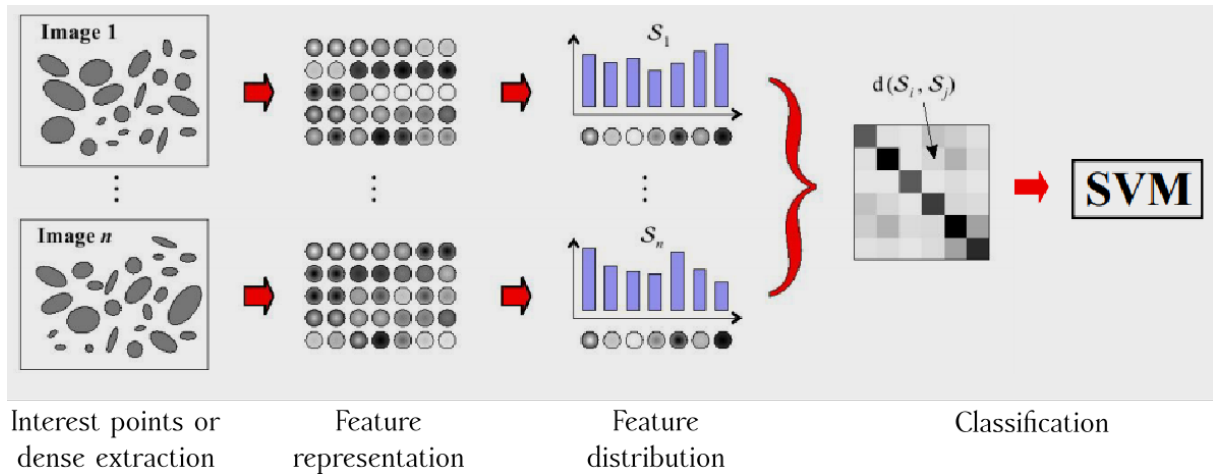 Image 1
S₁
d(Sᵢ, Sⱼ)
SVM
Image n
Sₙ
Interest points or
dense extraction
Feature
representation
Feature
distribution
Classification